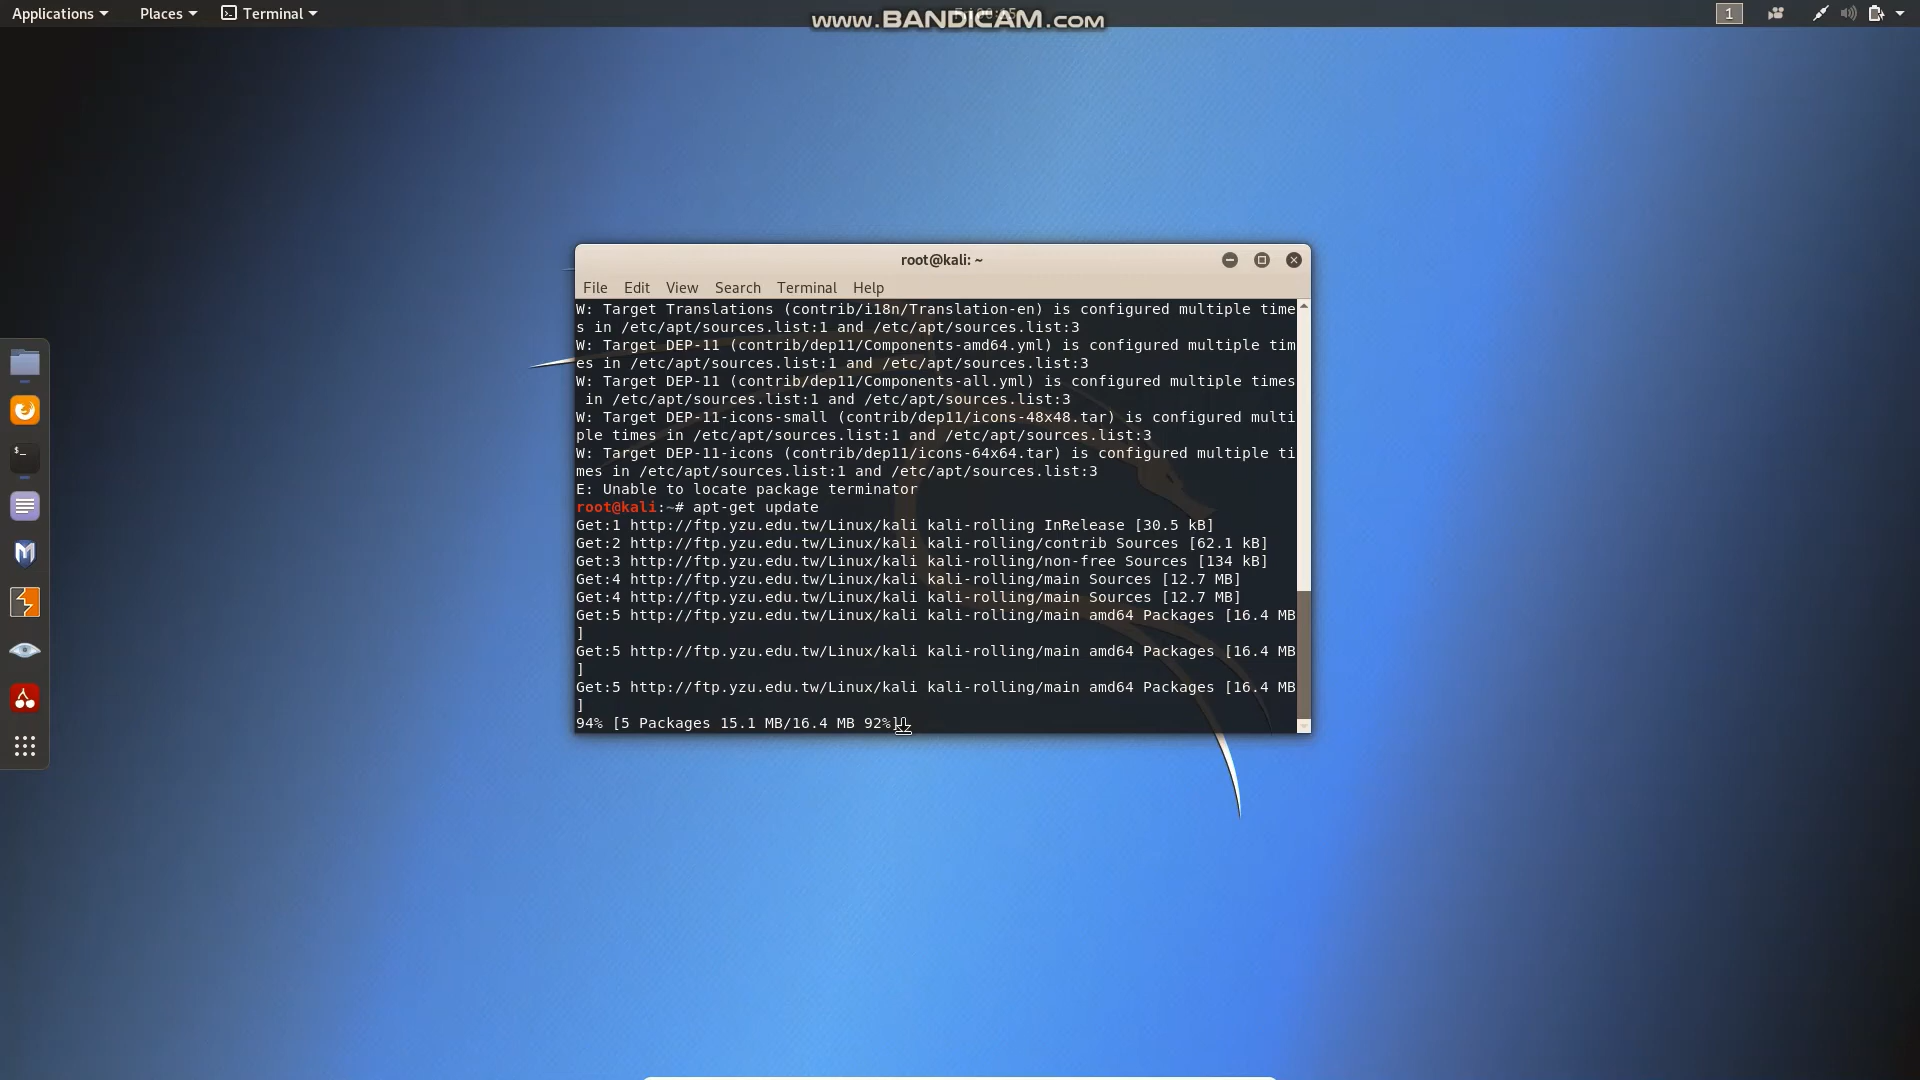 Applications Places Terminal
www.BANDICAM.com
1
root@kali: ~
File Edit View Search Terminal Help
W: Target Translations (contrib/i18n/Translation-en) is configured multiple time
s in /etc/apt/sources.list:1 and /etc/apt/sources.list:3
W: Target DEP-11 (contrib/dep11/Components-amd64.yml) is configured multiple tim
es in /etc/apt/sources.list:1 and /etc/apt/sources.list:3
W: Target DEP-11 (contrib/dep11/Components-all.yml) is configured multiple times
 in /etc/apt/sources.list:1 and /etc/apt/sources.list:3
W: Target DEP-11-icons-small (contrib/dep11/icons-48x48.tar) is configured multi
ple times in /etc/apt/sources.list:1 and /etc/apt/sources.list:3
W: Target DEP-11-icons (contrib/dep11/icons-64x64.tar) is configured multiple ti
mes in /etc/apt/sources.list:1 and /etc/apt/sources.list:3
E: Unable to locate package terminator
root@kali:~# apt-get update
Get:1 http://ftp.yzu.edu.tw/Linux/kali kali-rolling InRelease [30.5 kB]
Get:2 http://ftp.yzu.edu.tw/Linux/kali kali-rolling/contrib Sources [62.1 kB]
Get:3 http://ftp.yzu.edu.tw/Linux/kali kali-rolling/non-free Sources [134 kB]
Get:4 http://ftp.yzu.edu.tw/Linux/kali kali-rolling/main Sources [12.7 MB]
Get:4 http://ftp.yzu.edu.tw/Linux/kali kali-rolling/main Sources [12.7 MB]
Get:5 http://ftp.yzu.edu.tw/Linux/kali kali-rolling/main amd64 Packages [16.4 MB
]
Get:5 http://ftp.yzu.edu.tw/Linux/kali kali-rolling/main amd64 Packages [16.4 MB
]
Get:5 http://ftp.yzu.edu.tw/Linux/kali kali-rolling/main amd64 Packages [16.4 MB
]
94% [5 Packages 15.1 MB/16.4 MB 92%]